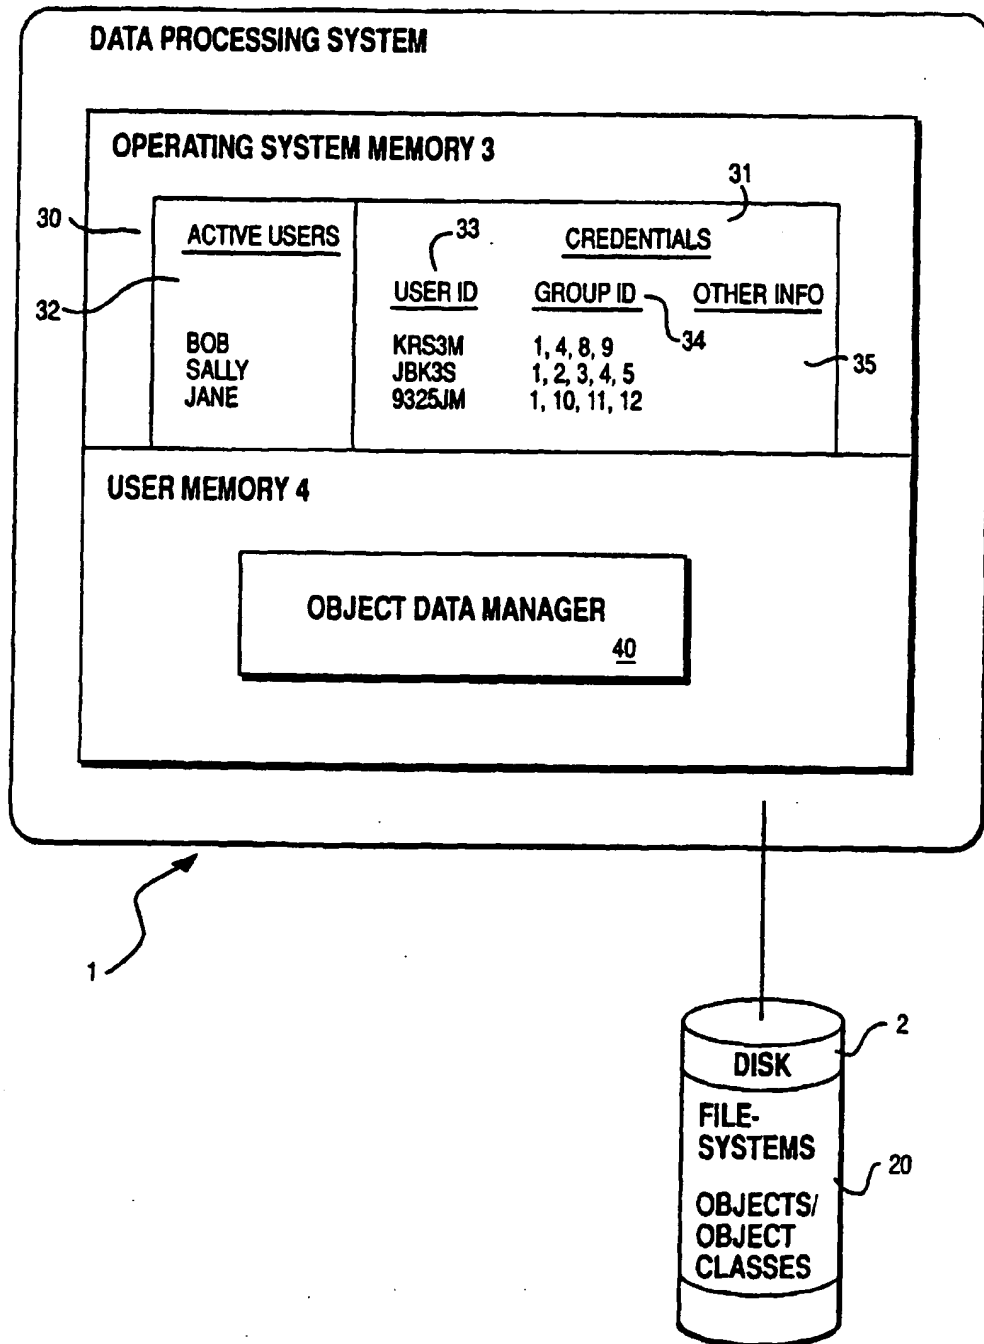 DATA PROCESSING SYSTEM
OPERATING SYSTEM MEMORY 3
31
30
ACTIVE USERS
33
CREDENTIALS
32
USER ID
GROUP ID
OTHER INFO
34
35
BOB KRS3M 1, 4, 8, 9
SALLY JBK3S 1, 2, 3, 4, 5
JANE 9325JM 1, 10, 11, 12
USER MEMORY 4
OBJECT DATA MANAGER
40
1
2
DISK
FILE-
SYSTEMS
20
OBJECTS/
OBJECT
CLASSES